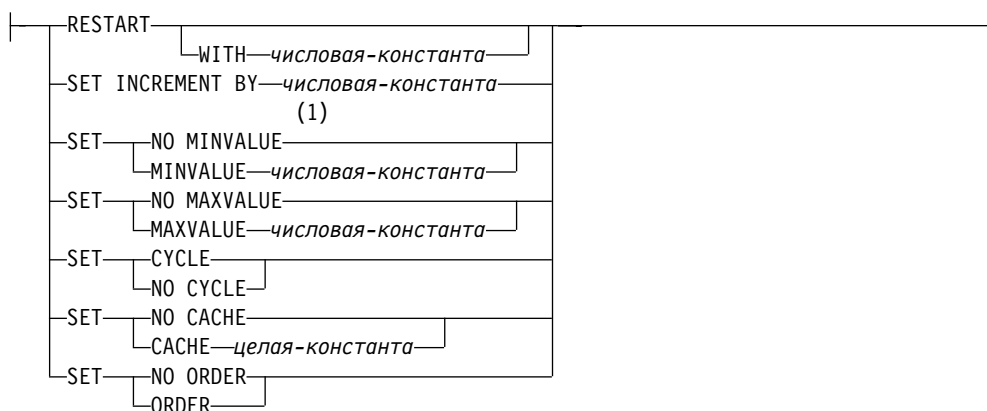 RESTART
WITH числовая-константа
SET INCREMENT BY числовая-константа
(1)
SET NO MINVALUE
MINVALUE числовая-константа
SET NO MAXVALUE
MAXVALUE числовая-константа
SET CYCLE
NO CYCLE
SET NO CACHE
CACHE целая-константа
SET NO ORDER
ORDER